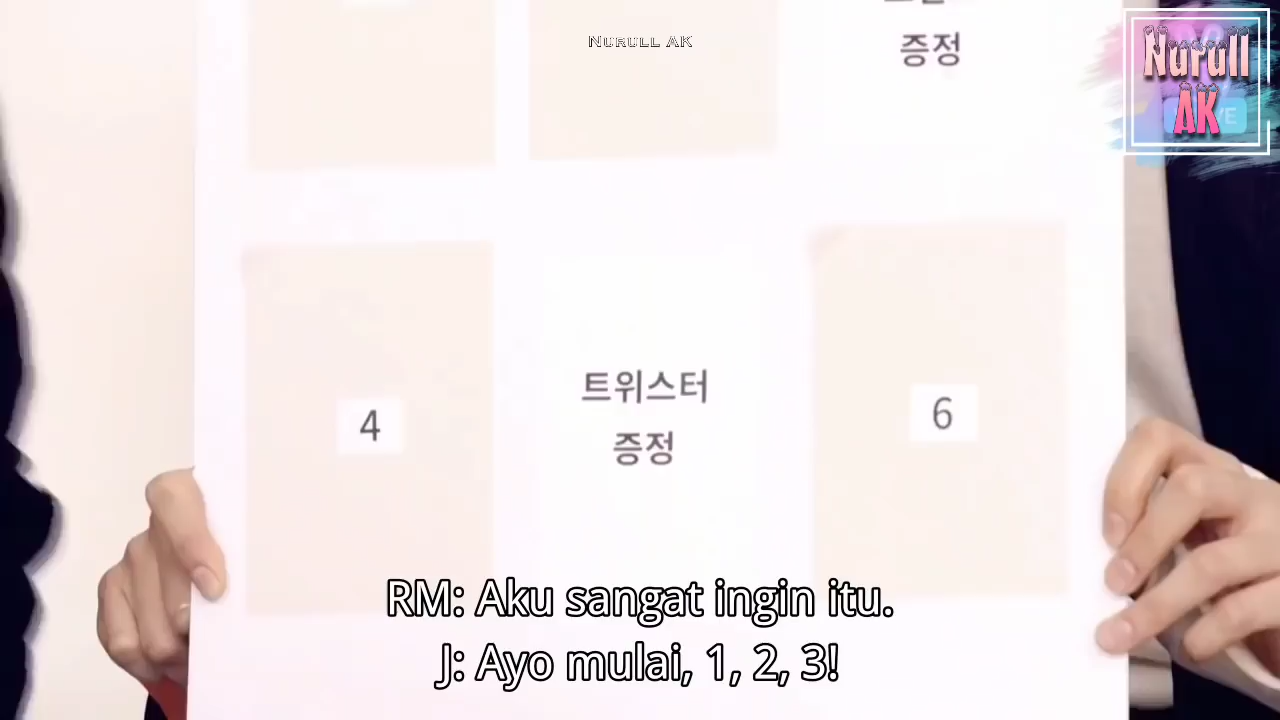 NURULL AK
Nurull
AK
증정
트위스터
증정
4
6
RM: Aku sangat ingin itu.
J: Ayo mulai, 1, 2, 3!